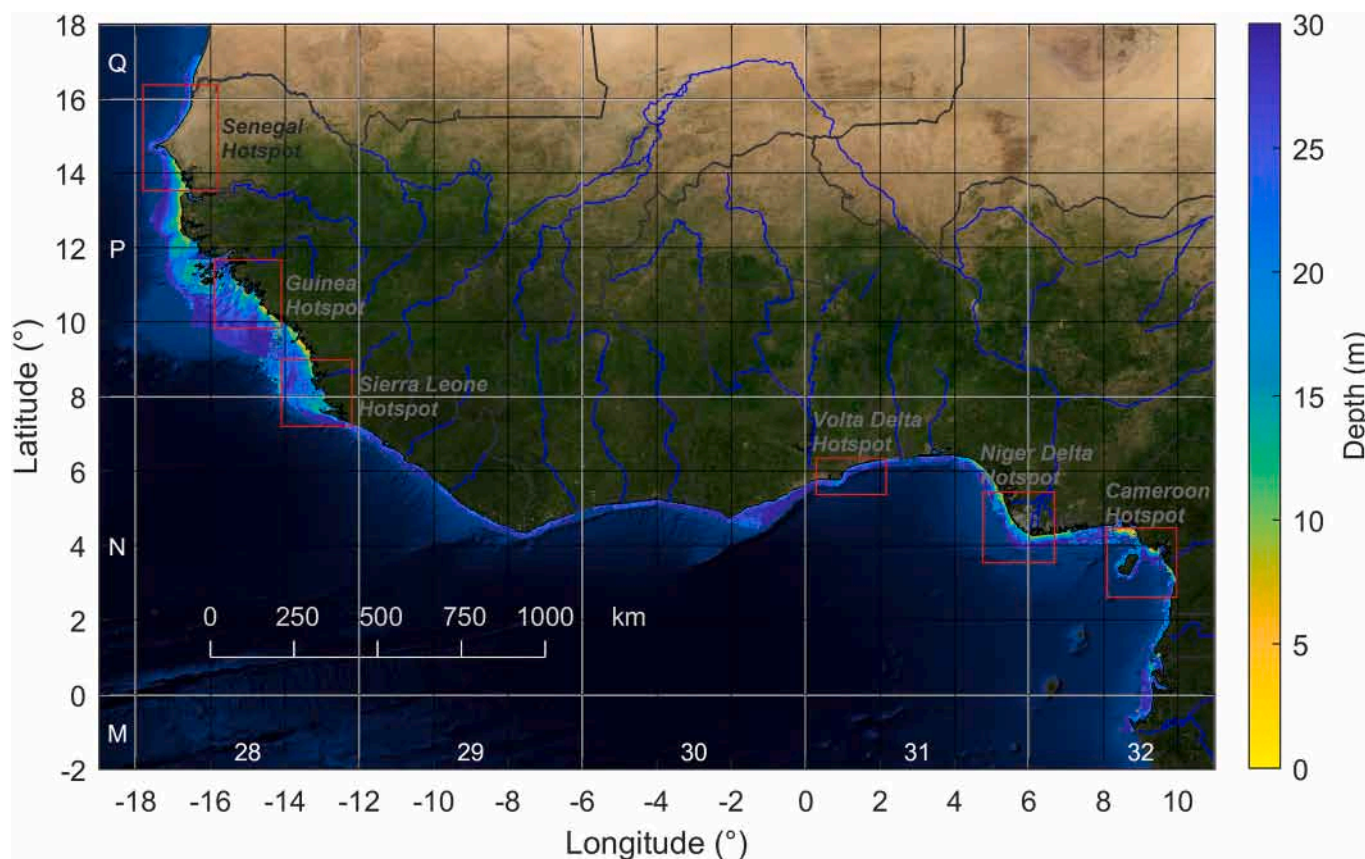 18
16
14
12
10
8
6
4
2
0
-2
Latitude (°)
Q
P
N
M
Senegal
Hotspot
Guinea
Hotspot
Sierra Leone
Hotspot
Volta Delta
Hotspot
Niger Delta
Hotspot
Cameroon
Hotspot
0 250 500 750 1000 km
28 29 30 31 32
-18 -16 -14 -12 -10 -8 -6 -4 -2 0 2 4 6 8 10
Longitude (°)
30
25
20
15
10
5
0
Depth (m)